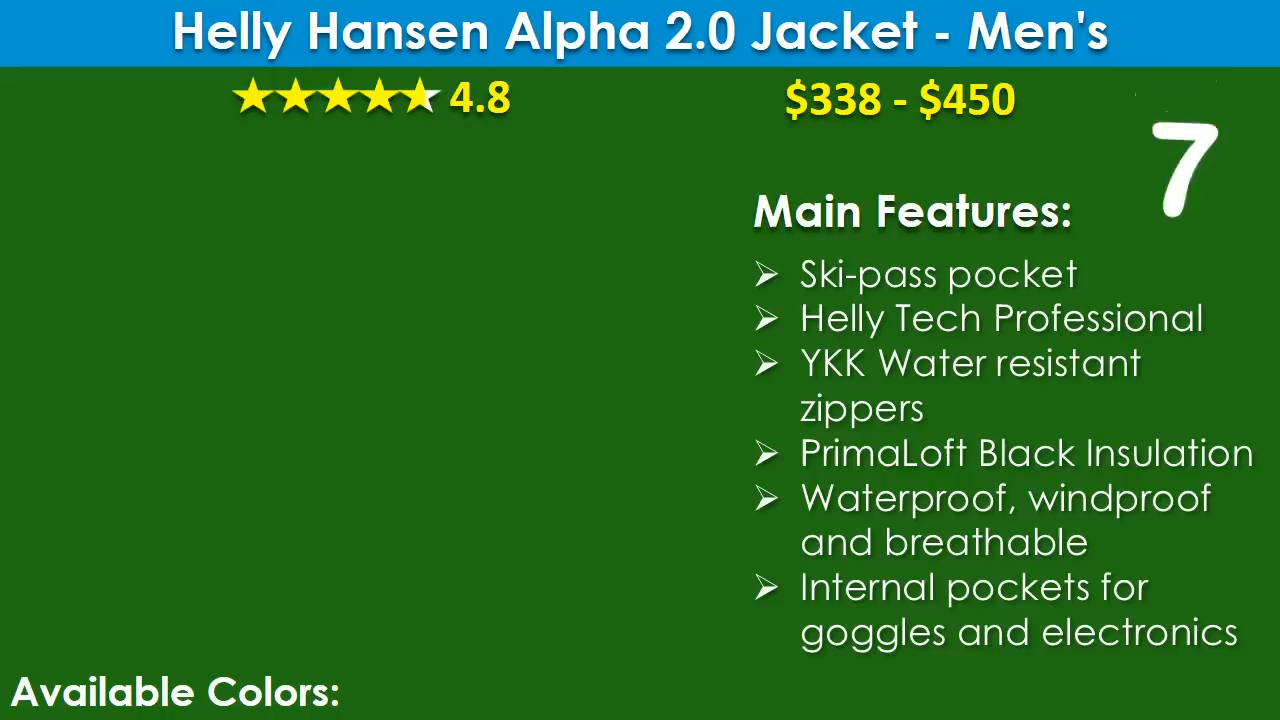 Helly Hansen Alpha 2.0 Jacket - Men's
4.8
$338 - $450
7
Main Features:
➢ Ski-pass pocket
➢ Helly Tech Professional
➢ YKK Water resistant
zippers
➢ PrimaLoft Black Insulation
➢ Waterproof, windproof
and breathable
➢ Internal pockets for
goggles and electronics
Available Colors: